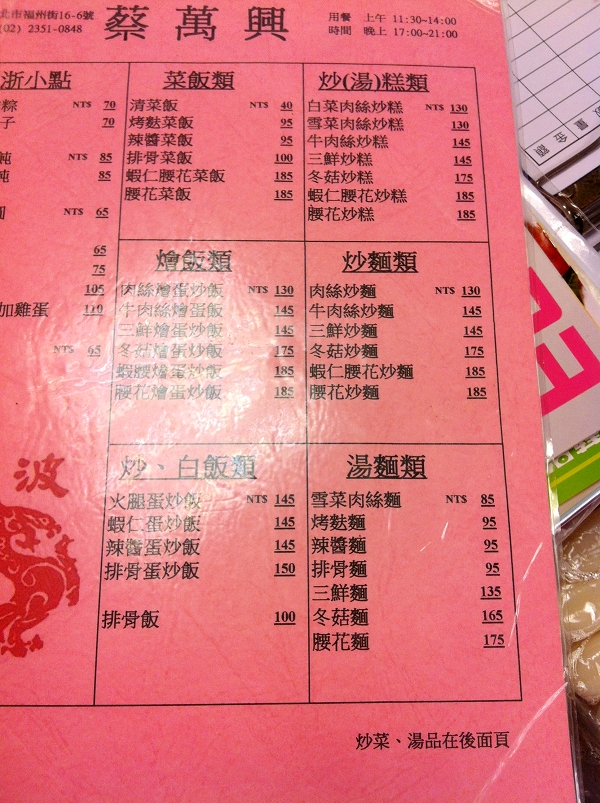 北市福州街16-6號
(02) 2351-0848
蔡萬興
用餐 上午 11:30~14:00
時間 晚上 17:00~21:00
浙小點
粽 NT$ 70
子 70
NT$ 85
85
NT$ 65
65
75
105
加雞蛋 110
NT$ 65
波
菜飯類
清菜飯 NT$ 40
烤麩菜飯 95
辣醬菜飯 95
排骨菜飯 100
蝦仁腰花菜飯 185
腰花菜飯 185
炒(湯)糕類
白菜肉絲炒糕 NT$ 130
雪菜肉絲炒糕 130
牛肉絲炒糕 145
三鮮炒糕 145
冬菇炒糕 175
蝦仁腰花炒糕 185
腰花炒糕 185
燴飯類
肉絲燴蛋炒飯 NT$ 130
牛肉絲燴蛋飯 145
三鮮燴蛋炒飯 145
冬菇燴蛋炒飯 175
蝦腰燴蛋炒飯 185
腰花燴蛋炒飯 185
炒麵類
肉絲炒麵 NT$ 130
牛肉絲炒麵 145
三鮮炒麵 145
冬菇炒麵 175
蝦仁腰花炒麵 185
腰花炒麵 185
炒、白飯類
火腿蛋炒飯 NT$ 145
蝦仁蛋炒飯 145
辣醬蛋炒飯 145
排骨蛋炒飯 150
排骨飯 100
湯麵類
雪菜肉絲麵 NT$ 85
烤麩麵 95
辣醬麵 95
排骨麵 95
三鮮麵 135
冬菇麵 165
腰花麵 175
炒菜、湯品在後面頁
金額